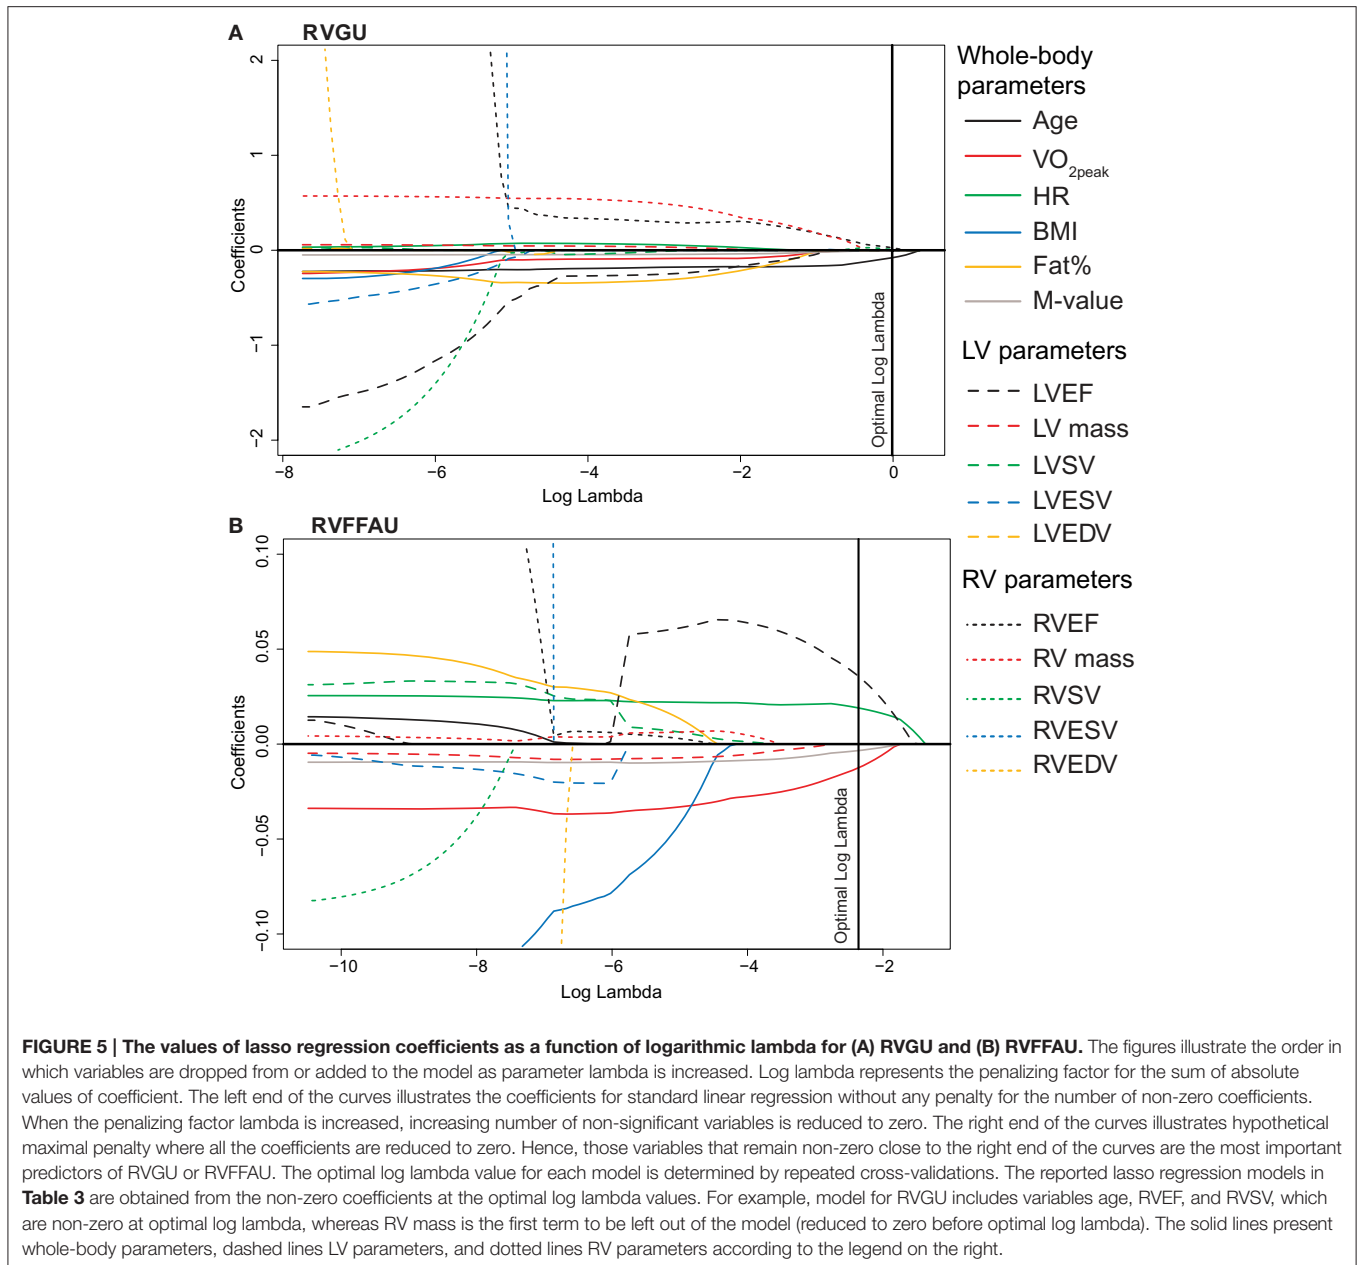 A RVGU
2
1
0
−1
−2
Coefficients
−8 −6 −4 −2 0
Log Lambda
Optimal Log Lambda
B RVFFAU
0.10
0.05
0.00
−0.05
−0.10
Coefficients
−10 −8 −6 −4 −2
Log Lambda
Optimal Log Lambda
Whole-body
parameters
Age
VO2peak
HR
BMI
Fat%
M-value
LV parameters
LVEF
LV mass
LVSV
LVESV
LVEDV
RV parameters
RVEF
RV mass
RVSV
RVESV
RVEDV
FIGURE 5 | The values of lasso regression coefficients as a function of logarithmic lambda for (A) RVGU and (B) RVFFAU. The figures illustrate the order in
which variables are dropped from or added to the model as parameter lambda is increased. Log lambda represents the penalizing factor for the sum of absolute
values of coefficient. The left end of the curves illustrates the coefficients for standard linear regression without any penalty for the number of non-zero coefficients.
When the penalizing factor lambda is increased, increasing number of non-significant variables is reduced to zero. The right end of the curves illustrates hypothetical
maximal penalty where all the coefficients are reduced to zero. Hence, those variables that remain non-zero close to the right end of the curves are the most important
predictors of RVGU or RVFFAU. The optimal log lambda value for each model is determined by repeated cross-validations. The reported lasso regression models in
Table 3 are obtained from the non-zero coefficients at the optimal log lambda values. For example, model for RVGU includes variables age, RVEF, and RVSV, which
are non-zero at optimal log lambda, whereas RV mass is the first term to be left out of the model (reduced to zero before optimal log lambda). The solid lines present
whole-body parameters, dashed lines LV parameters, and dotted lines RV parameters according to the legend on the right.